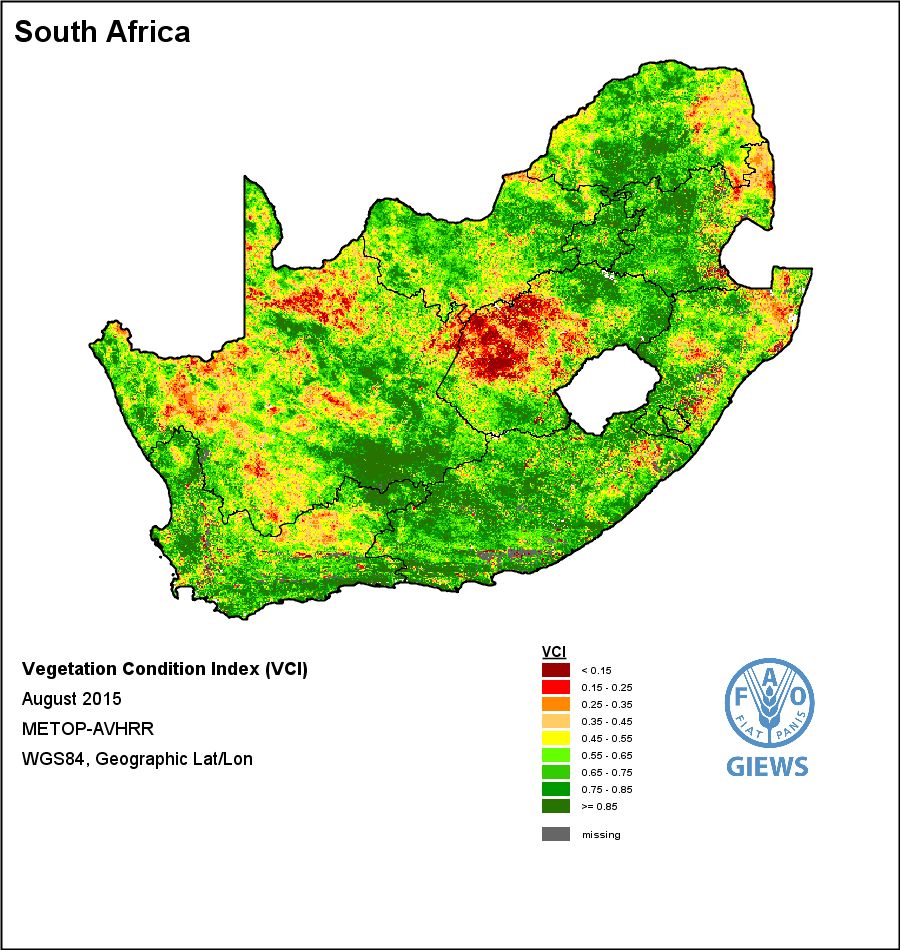 South Africa
Vegetation Condition Index (VCI)
August 2015
METOP-AVHRR
WGS84, Geographic Lat/Lon
VCI
< 0.15
0.15 - 0.25
0.25 - 0.35
0.35 - 0.45
0.45 - 0.55
0.55 - 0.65
0.65 - 0.75
0.75 - 0.85
>= 0.85
missing
F A O
FIAT PANIS
GIEWS